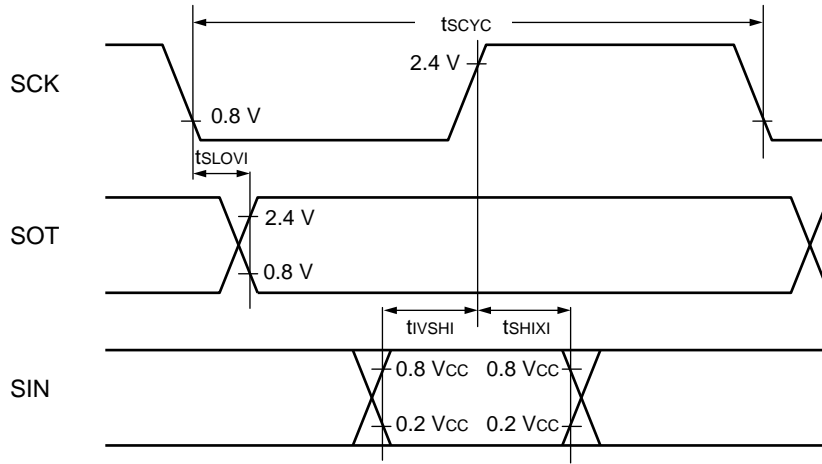 tSCYC
SCK
2.4 V
0.8 V
tSLOVI
SOT
2.4 V
0.8 V
tIVSHI tSHIXI
SIN
0.8 VCC 0.8 VCC
0.2 VCC 0.2 VCC